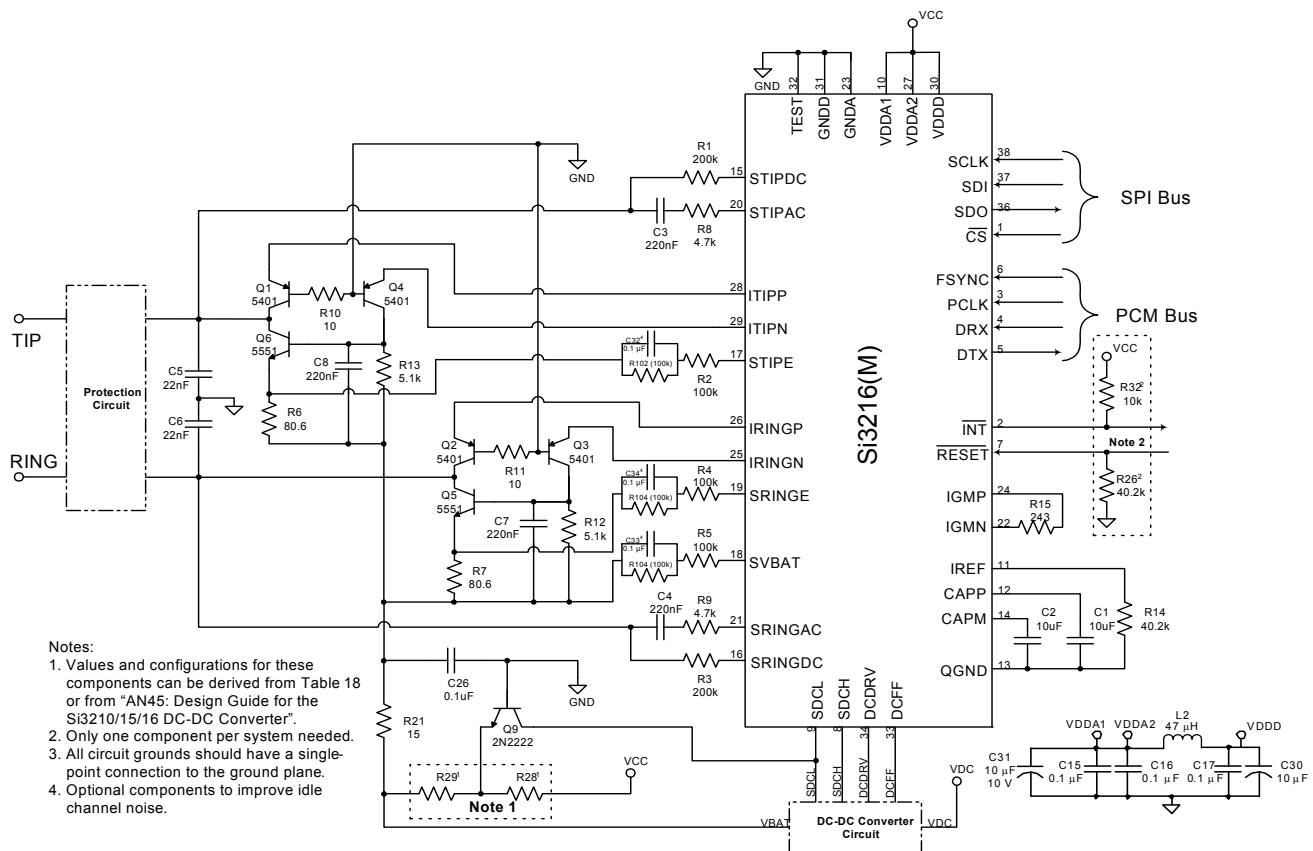 VCC
GND
32
31
23
10
27
30
TEST
GNDD
GNDA
VDDA1
VDDA2
VDDD
Si3216(M)
R1
200k
15
STIPDC
20
STIPAC
C3
220nF
R8
4.7k
GND
Q1
5401
R10
10
Q4
5401
28
ITIPP
29
ITIPN
Q6
5551
C8
220nF
R13
5.1k
C32⁴
0.1 µF
R102 (100k)
R2
100k
17
STIPE
TIP
RING
Protection
Circuit
C5
22nF
C6
22nF
R6
80.6
Q2
5401
R11
10
Q3
5401
26
IRINGP
25
IRINGN
Q5
5551
C7
220nF
R12
5.1k
C34⁴
0.1 µF
R104 (100k)
R4
100k
19
SRINGE
R7
80.6
C33⁴
0.1 µF
R104 (100k)
R5
100k
18
SVBAT
C4
220nF
R9
4.7k
21
SRINGAC
16
SRINGDC
R3
200k
C26
0.1uF
GND
R21
15
Q9
2N2222
R29¹
R28¹
VCC
Note 1
VBAT
DC-DC Converter
Circuit
VDC
VDC
SDCL
SDCH
DCDRV
DCFF
9
8
34
33
SDCL
SDCH
DCDRV
DCFF
SCLK
38
SDI
37
SDO
36
CS
1
SPI Bus
FSYNC
6
PCLK
3
DRX
4
DTX
5
PCM Bus
VCC
R32²
10k
INT
2
Note 2
RESET
7
R26²
40.2k
IGMP
24
R15
243
IGMN
22
IREF
11
CAPP
12
CAPM
14
C2
10uF
C1
10uF
R14
40.2k
QGND
13
VDDA1
VDDA2
L2
47 µH
VDDD
C31
10 µF
10 V
C15
0.1 µF
C16
0.1 µF
C17
0.1 µF
C30
10 µF
Notes:
1. Values and configurations for these
components can be derived from Table 18
or from “AN45: Design Guide for the
Si3210/15/16 DC-DC Converter”.
2. Only one component per system needed.
3. All circuit grounds should have a single-
point connection to the ground plane.
4. Optional components to improve idle
channel noise.